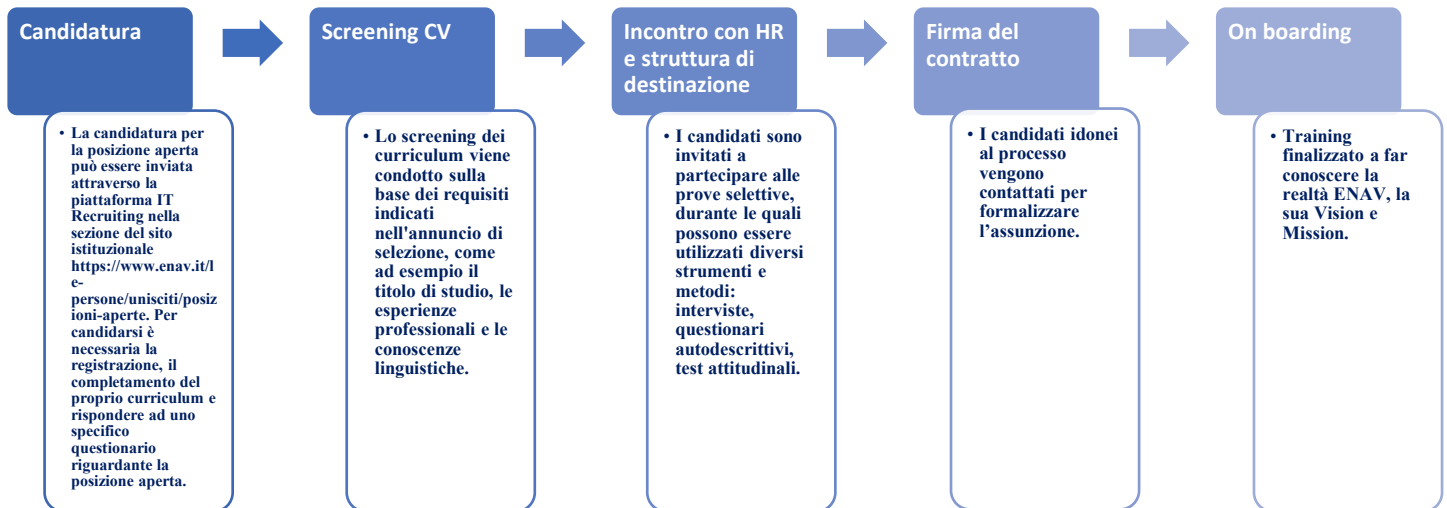 Candidatura
• La candidatura per
la posizione aperta
può essere inviata
attraverso la
piattaforma IT
Recruiting nella
sezione del sito
istituzionale
https://www.enav.it/l
e-
persone/unisciti/posiz
ioni-aperte. Per
candidarsi è
necessaria la
registrazione, il
completamento del
proprio curriculum e
rispondere ad uno
specifico
questionario
riguardante la
posizione aperta.
Screening CV
• Lo screening dei
curriculum viene
condotto sulla
base dei requisiti
indicati
nell'annuncio di
selezione, come
ad esempio il
titolo di studio, le
esperienze
professionali e le
conoscenze
linguistiche.
Incontro con HR
e struttura di
destinazione
• I candidati sono
invitati a
partecipare alle
prove selettive,
durante le quali
possono essere
utilizzati diversi
strumenti e
metodi:
interviste,
questionari
autodescrittivi,
test attitudinali.
Firma del
contratto
• I candidati idonei
al processo
vengono
contattati per
formalizzare
l’assunzione.
On boarding
• Training
finalizzato a far
conoscere la
realtà ENAV, la
sua Vision e
Mission.